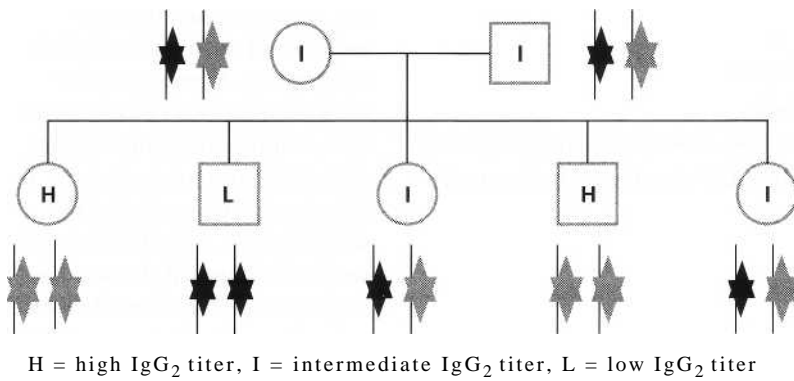 I I
H L I H I
H = high IgG₂ titer, I = intermediate IgG₂ titer, L = low IgG₂ titer